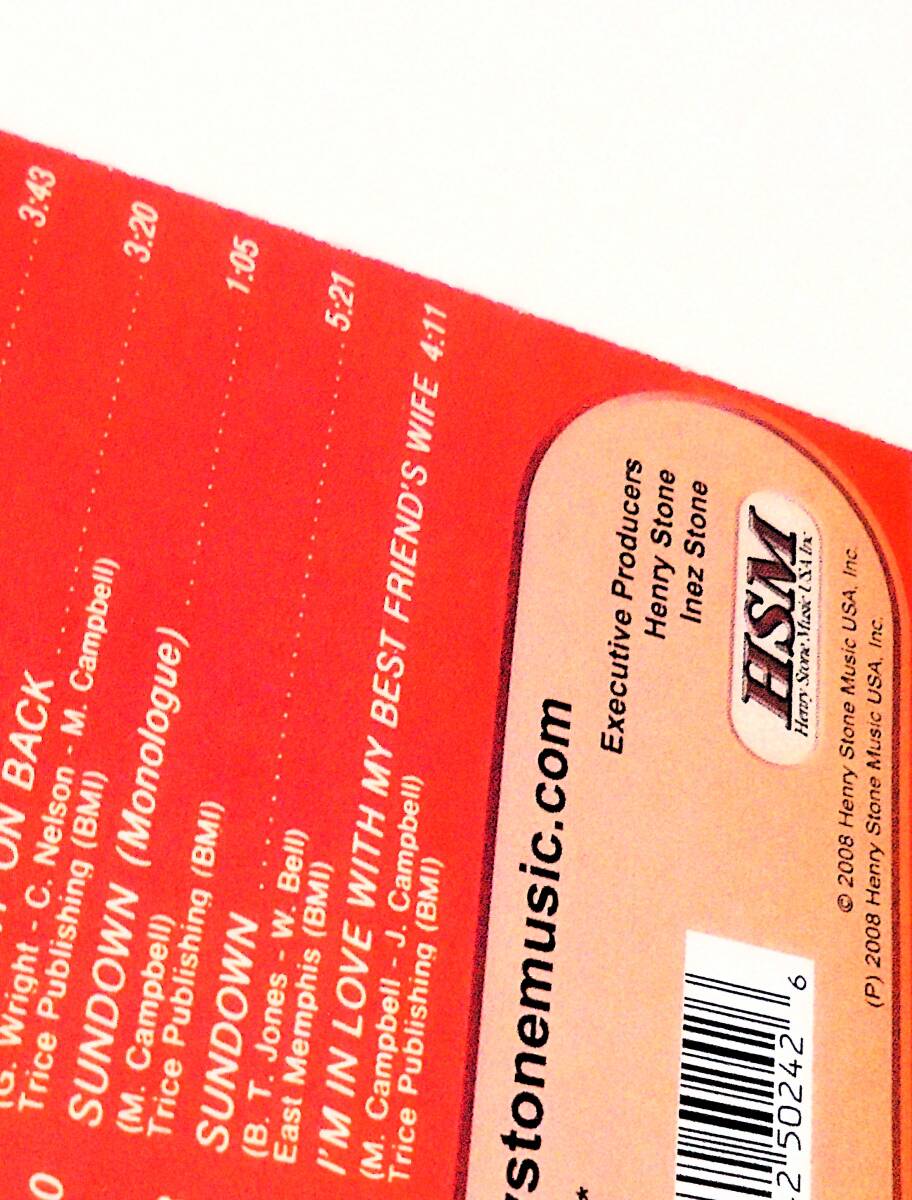 3:43
ON BACK 3:20
(G. Wright - C. Nelson - M. Campbell)
Trice Publishing (BMI)
SUNDOWN (Monologue) 1:05
(M. Campbell)
Trice Publishing (BMI)
SUNDOWN 5:21
(B. T. Jones - W. Bell)
East Memphis (BMI)
I'M IN LOVE WITH MY BEST FRIEND'S WIFE 4:11
(M. Campbell - J. Campbell)
Trice Publishing (BMI)
stonemusic.com
Executive Producers
Henry Stone
Inez Stone
HSM
Henry Stone Music USA Inc
© 2008 Henry Stone Music USA, Inc.
(P) 2008 Henry Stone Music USA, Inc.
2 50242 6